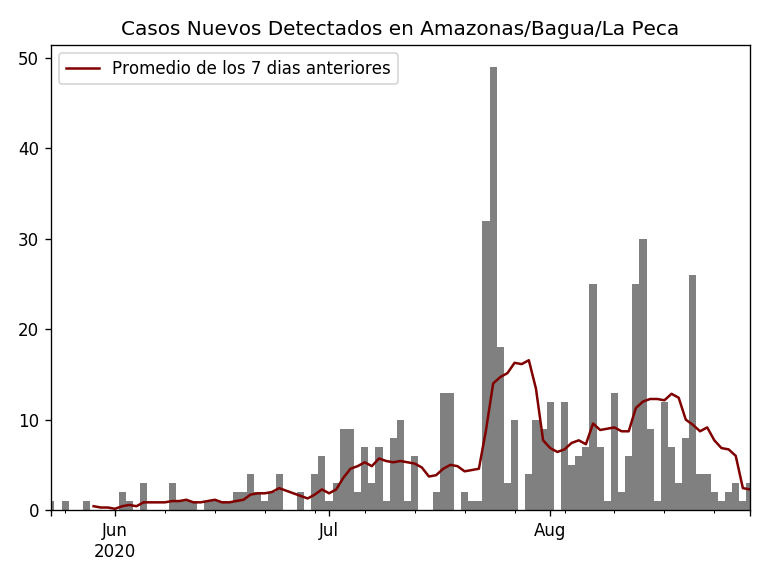 Casos Nuevos Detectados en Amazonas/Bagua/La Peca
Promedio de los 7 dias anteriores
50
40
30
20
10
0
Jun
2020
Jul
Aug